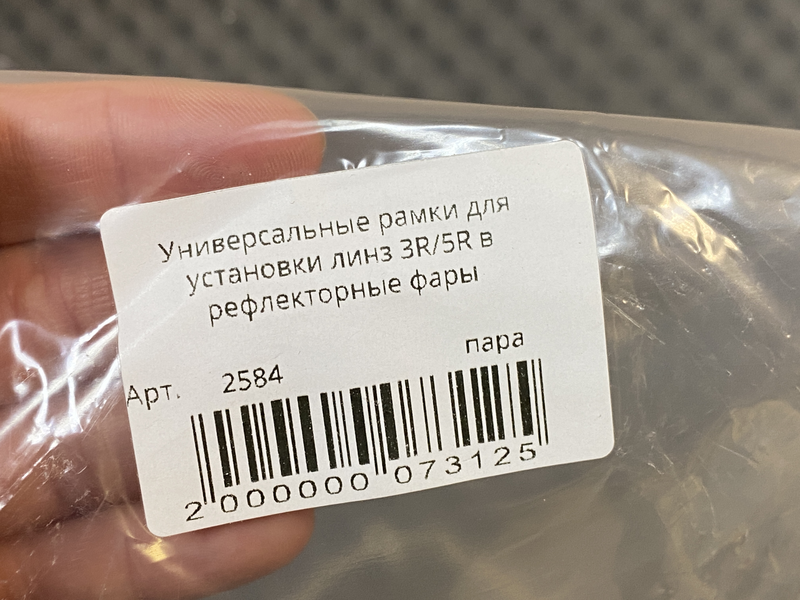 Универсальные рамки для
установки линз 3R/5R в
рефлекторные фары
пара
Арт. 2584
2 000000 073125